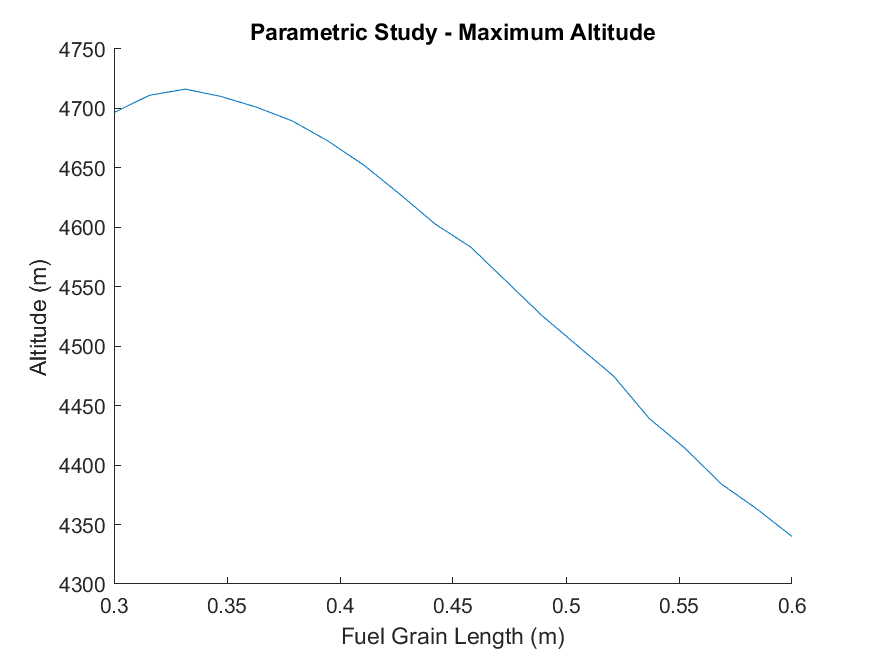 Parametric Study - Maximum Altitude
4750
4700
4650
4600
4550
4500
4450
4400
4350
4300
Altitude (m)
0.3 0.35 0.4 0.45 0.5 0.55 0.6
Fuel Grain Length (m)